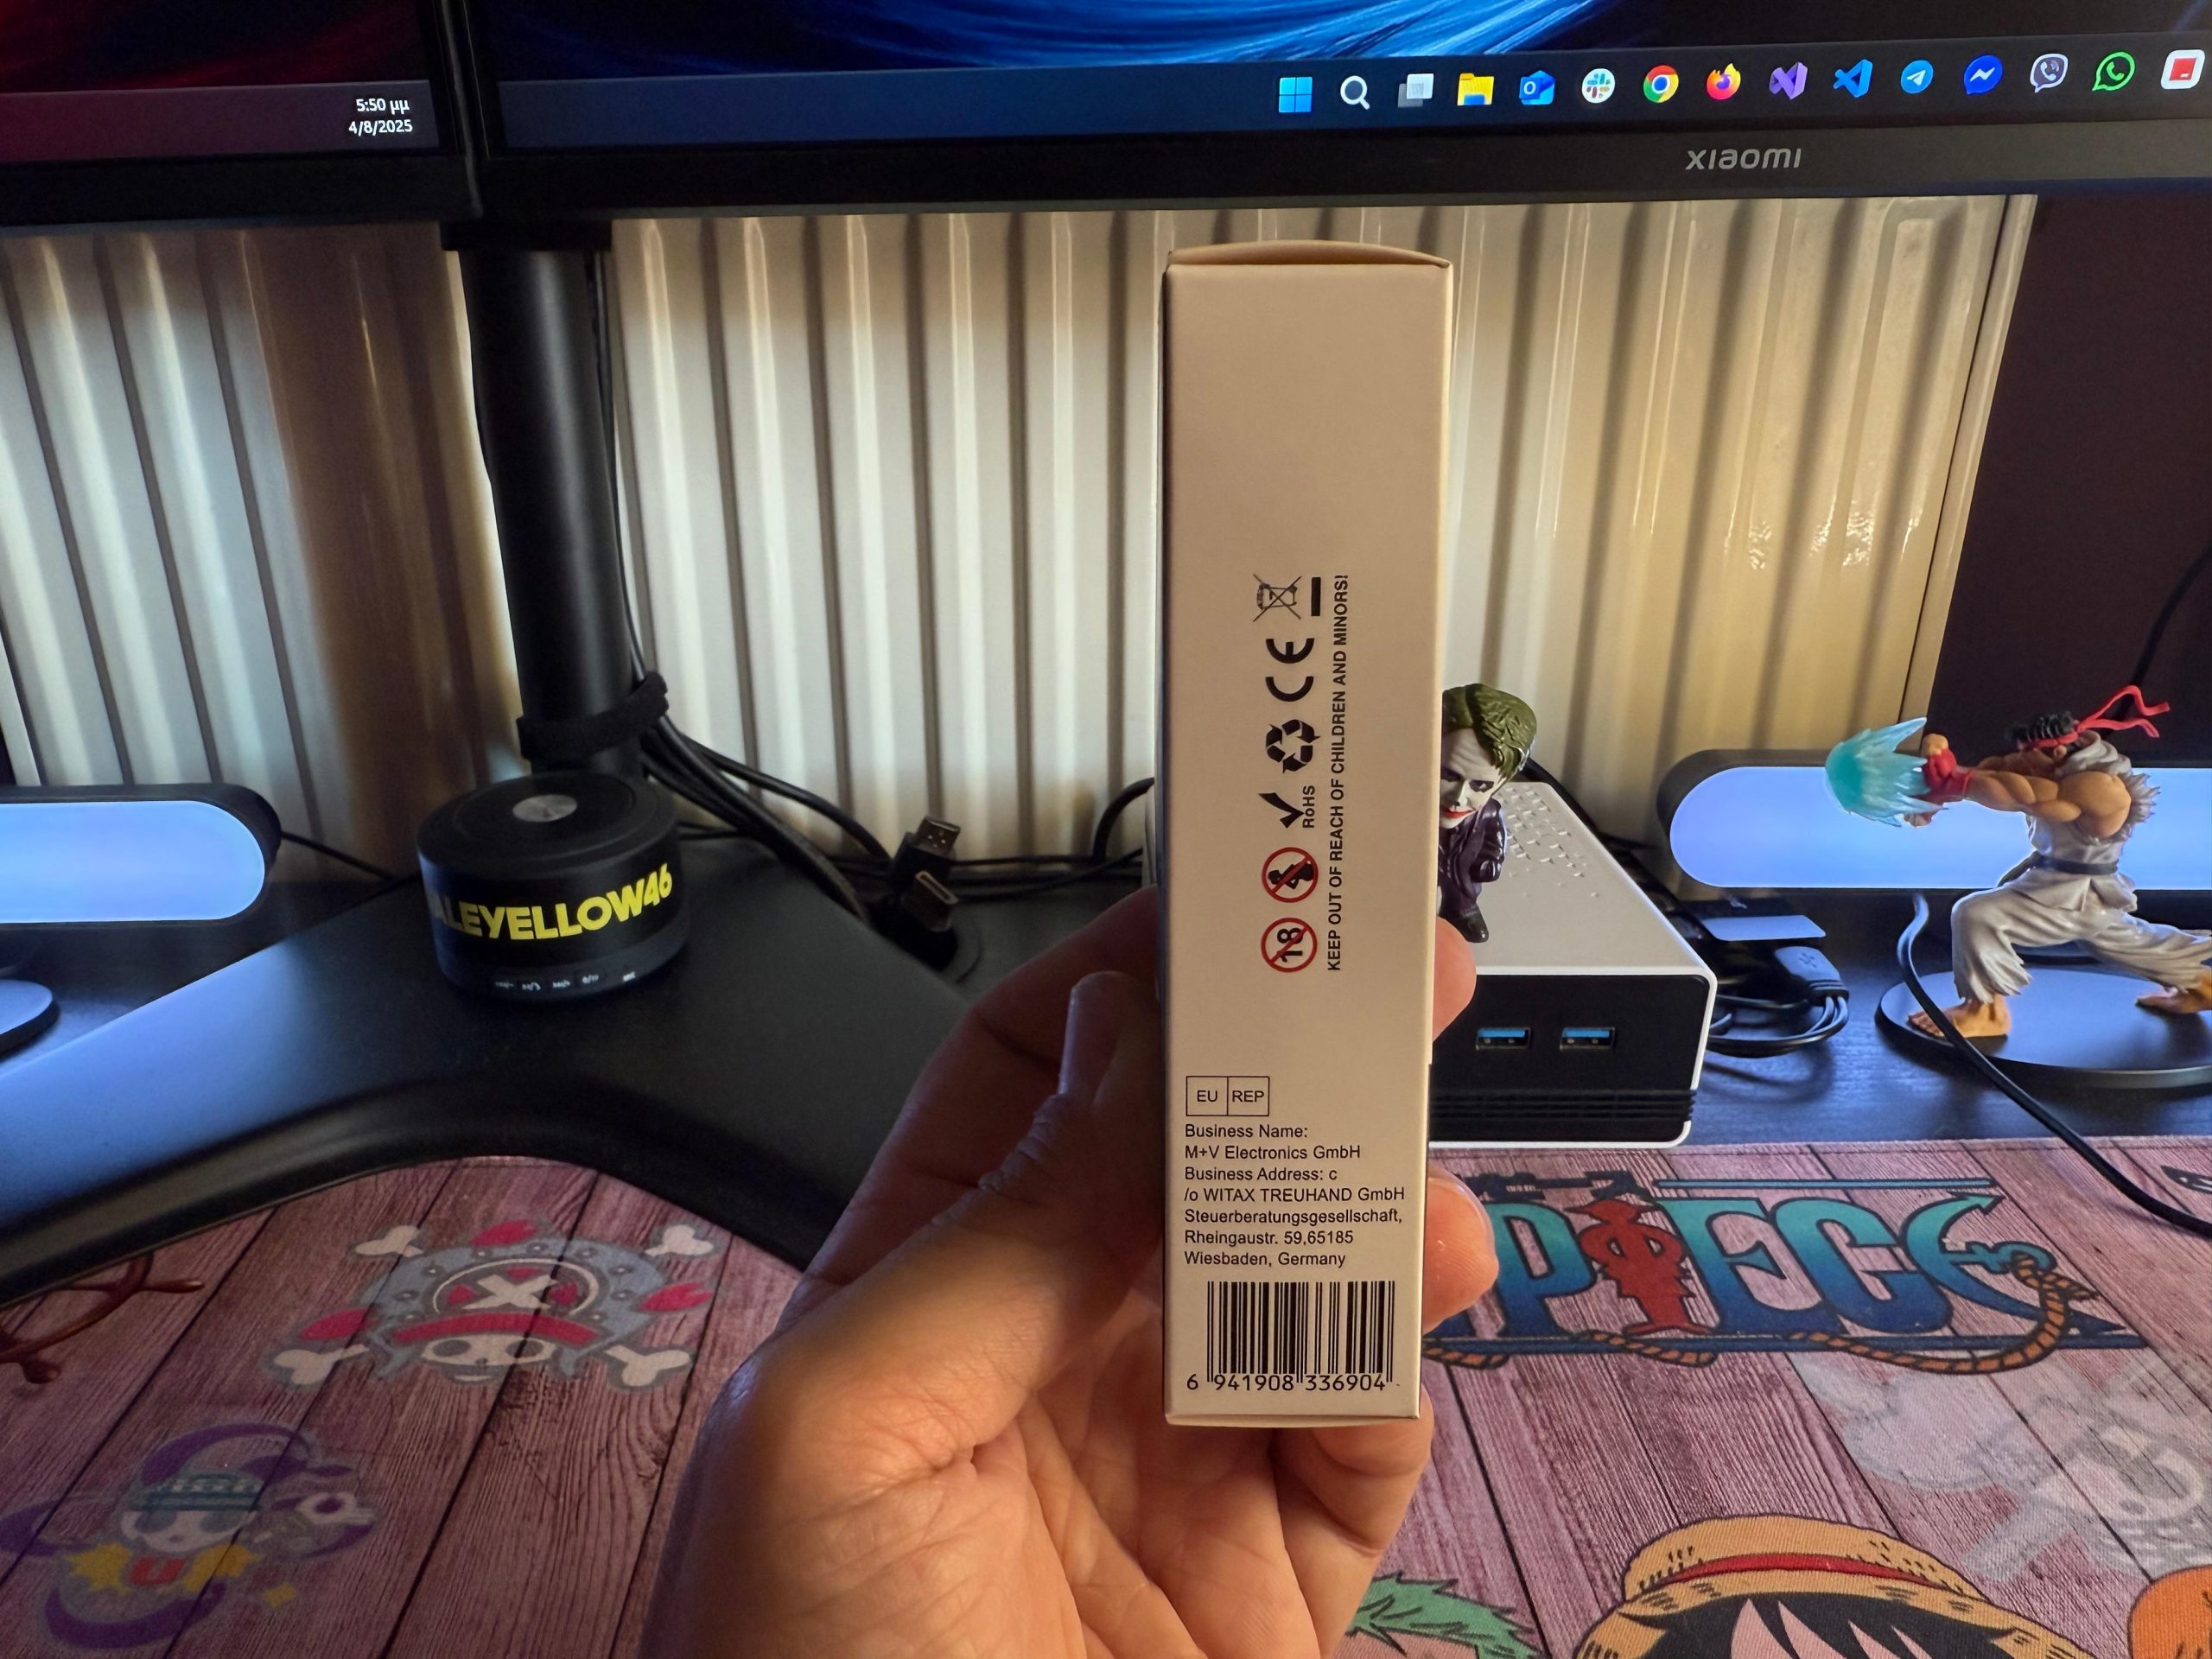 5:50 μμ
4/8/2025
xiaomi
LEYELLOW46
KEEP OUT OF REACH OF CHILDREN AND MINORS!
RoHS
18
EU REP
Business Name:
M+V Electronics GmbH
Business Address: c
/o WITAX TREUHAND GmbH
Steuerberatungsgesellschaft,
Rheingaustr. 59,65185
Wiesbaden, Germany
6 941908 336904
PIECE